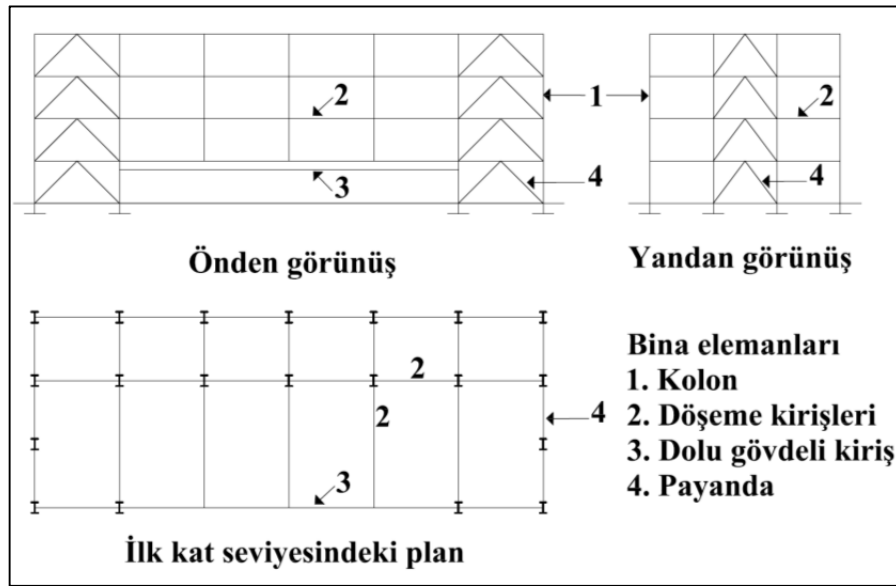 2
1
2
3
4
4
Önden görünüş
Yandan görünüş
2
2
4
3
İlk kat seviyesindeki plan
Bina elemanları
1. Kolon
2. Döşeme kirişleri
3. Dolu gövdeli kiriş
4. Payanda